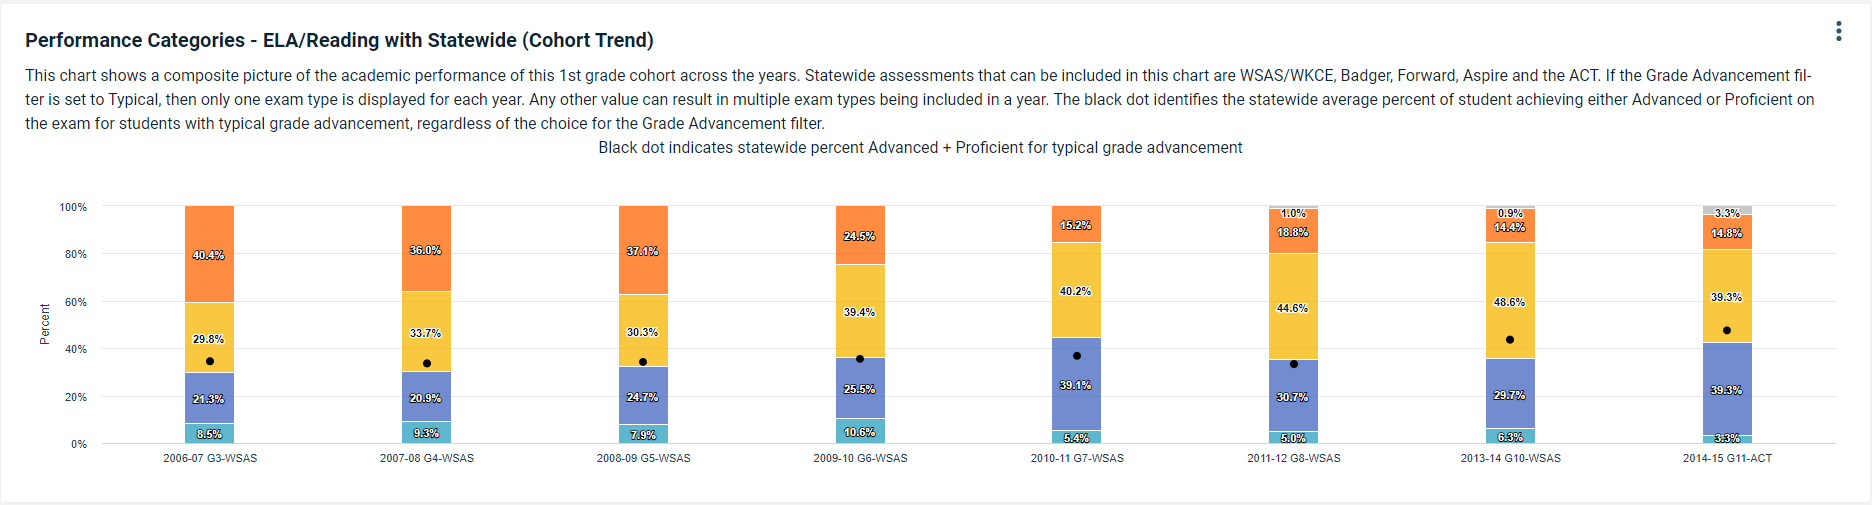 Performance Categories - ELA/Reading with Statewide (Cohort Trend)
This chart shows a composite picture of the academic performance of this 1st grade cohort across the years. Statewide assessments that can be included in this chart are WSAS/WKCE, Badger, Forward, Aspire and the ACT. If the Grade Advancement fil-
ter is set to Typical, then only one exam type is displayed for each year. Any other value can result in multiple exam types being included in a year. The black dot identifies the statewide average percent of student achieving either Advanced or Proficient on
the exam for students with typical grade advancement, regardless of the choice for the Grade Advancement filter.
Black dot indicates statewide percent Advanced + Proficient for typical grade advancement
Percent
100%
80%
60%
40%
20%
0%
40.4%
29.8%
21.3%
8.5%
36.0%
33.7%
20.9%
9.3%
37.1%
30.3%
24.7%
7.9%
24.5%
39.4%
25.5%
10.6%
15.2%
40.2%
39.1%
5.4%
1.0%
18.8%
44.6%
30.7%
5.0%
0.9%
14.4%
48.6%
29.7%
6.3%
3.3%
14.8%
39.3%
39.3%
3.3%
2006-07 G3-WSAS
2007-08 G4-WSAS
2008-09 G5-WSAS
2009-10 G6-WSAS
2010-11 G7-WSAS
2011-12 G8-WSAS
2013-14 G10-WSAS
2014-15 G11-ACT